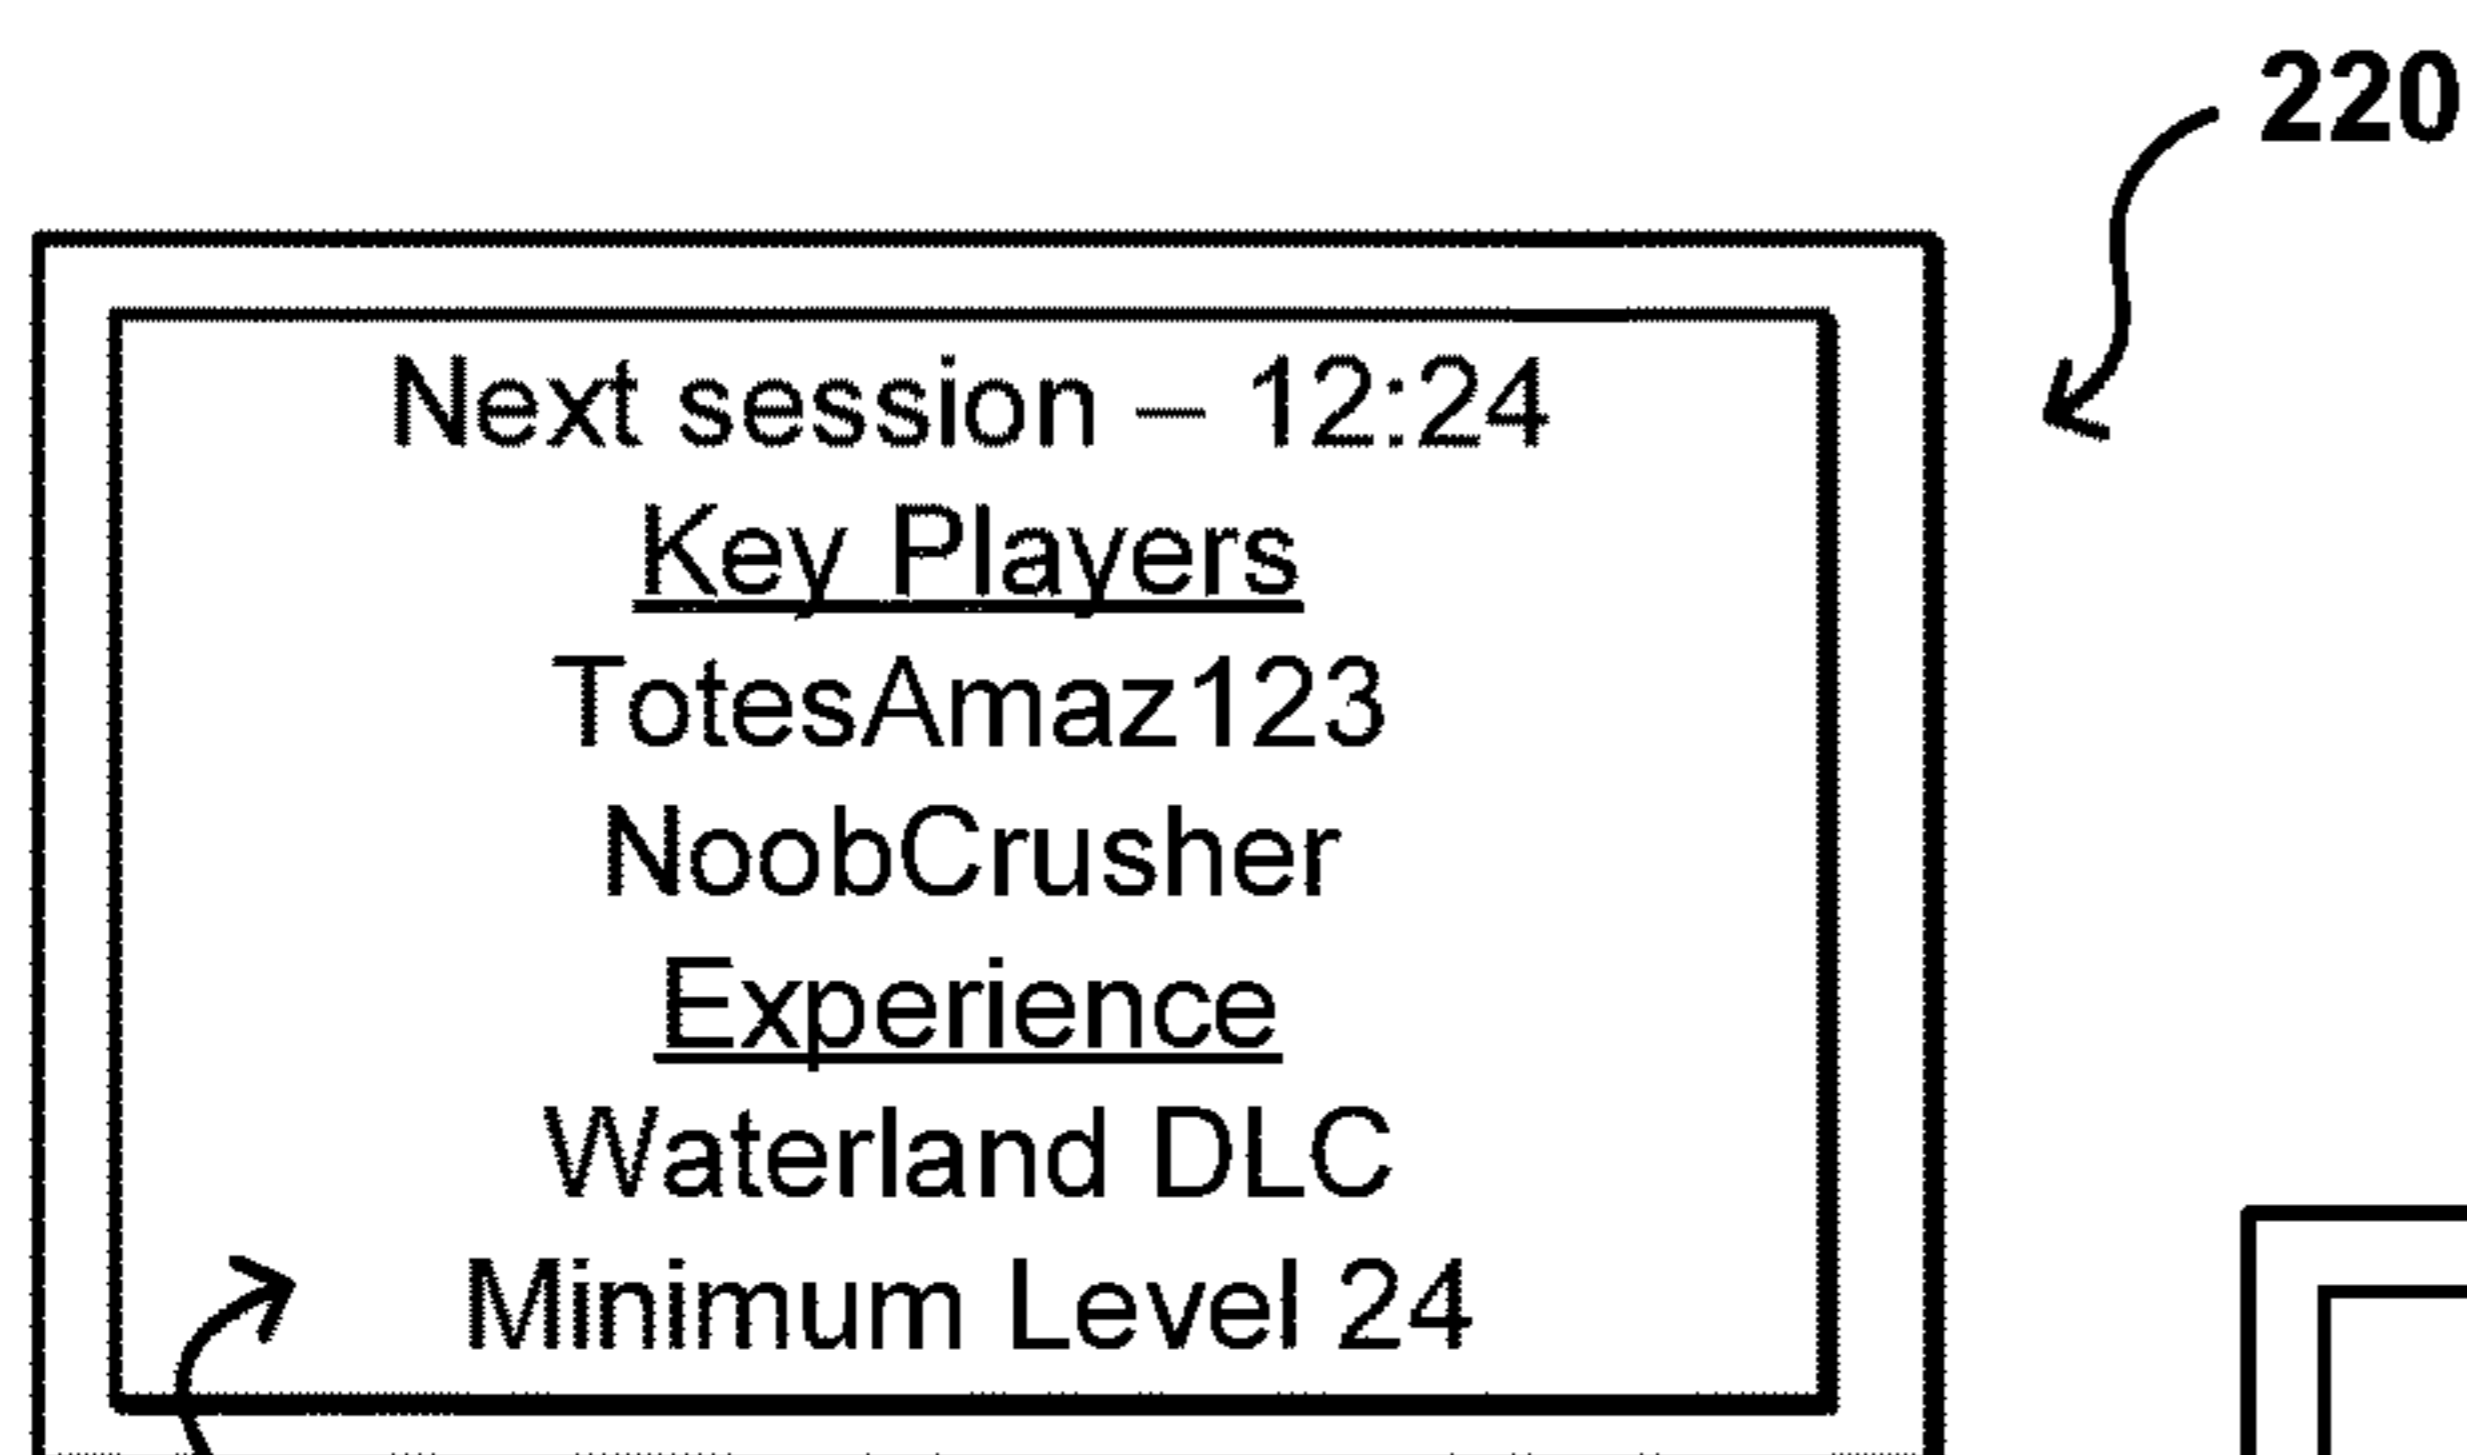 220
Next session – 12:24
Key Players
TotesAmaz123
NoobCrusher
Experience
Waterland DLC
Minimum Level 24